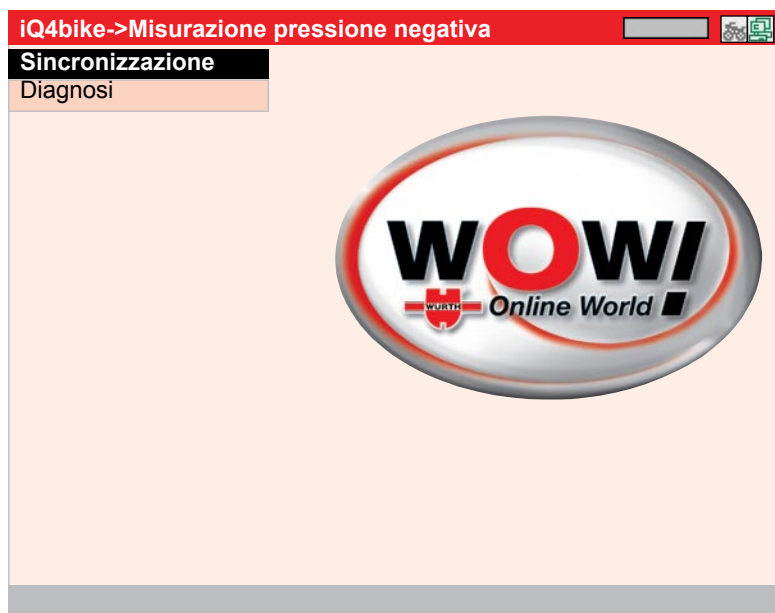 iQ4bike->Misurazione pressione negativa
Sincronizzazione
Diagnosi
WOW!
WÜRTH Online World